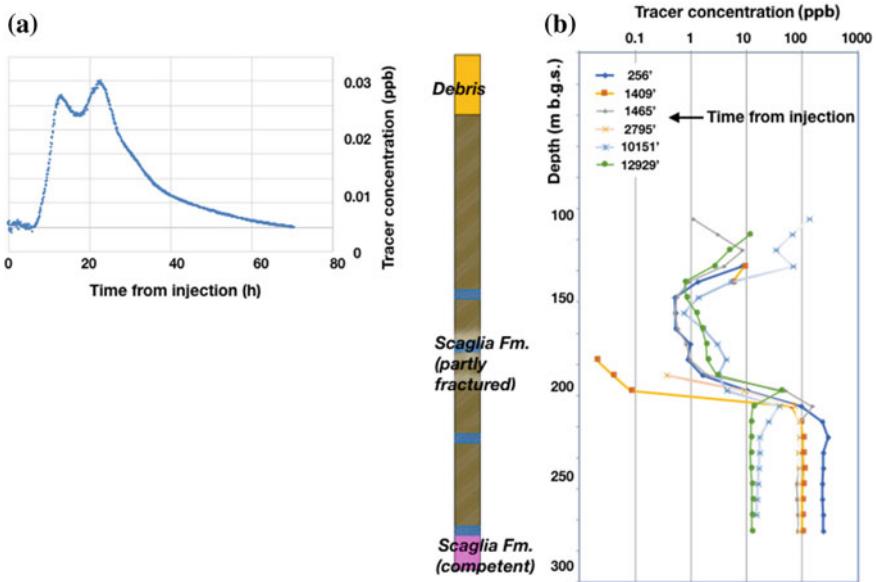 (a)
0.03
0.02
0.01
0
Tracer concentration (ppb)
0
20
40
60
80
Time from injection (h)
Debris
Scaglia Fm.
(partly
fractured)
Scaglia Fm.
(competent)
(b)
Tracer concentration (ppb)
0.1
1
10
100
1000
Depth (m b.g.s.)
256'
1409'
1465'
2795'
10151'
12929'
Time from injection
100
150
200
250
300